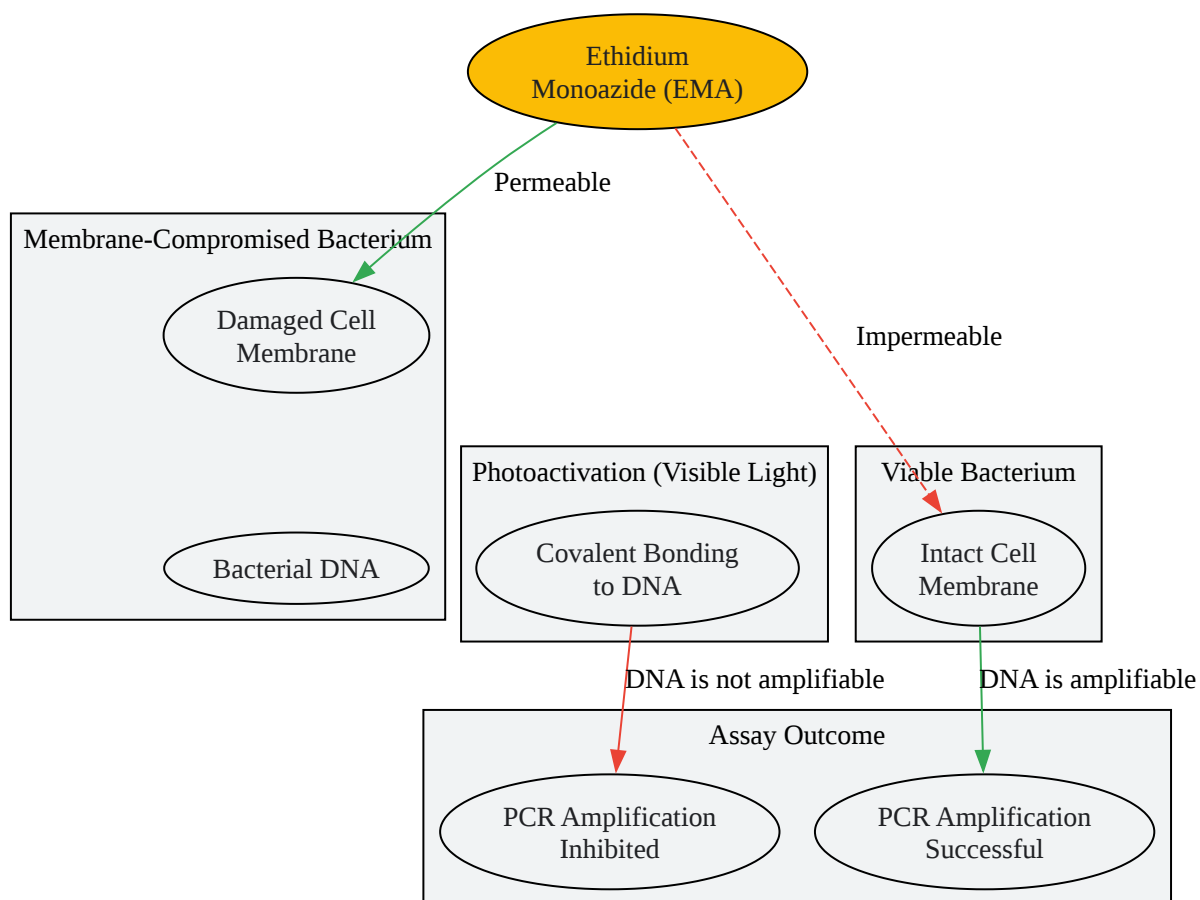 Ethidium
Monoazide (EMA)
Permeable
Membrane-Compromised Bacterium
Damaged Cell
Membrane
Impermeable
Bacterial DNA
Photoactivation (Visible Light)
Covalent Bonding
to DNA
Viable Bacterium
Intact Cell
Membrane
DNA is not amplifiable
DNA is amplifiable
Assay Outcome
PCR Amplification
Inhibited
PCR Amplification
Successful